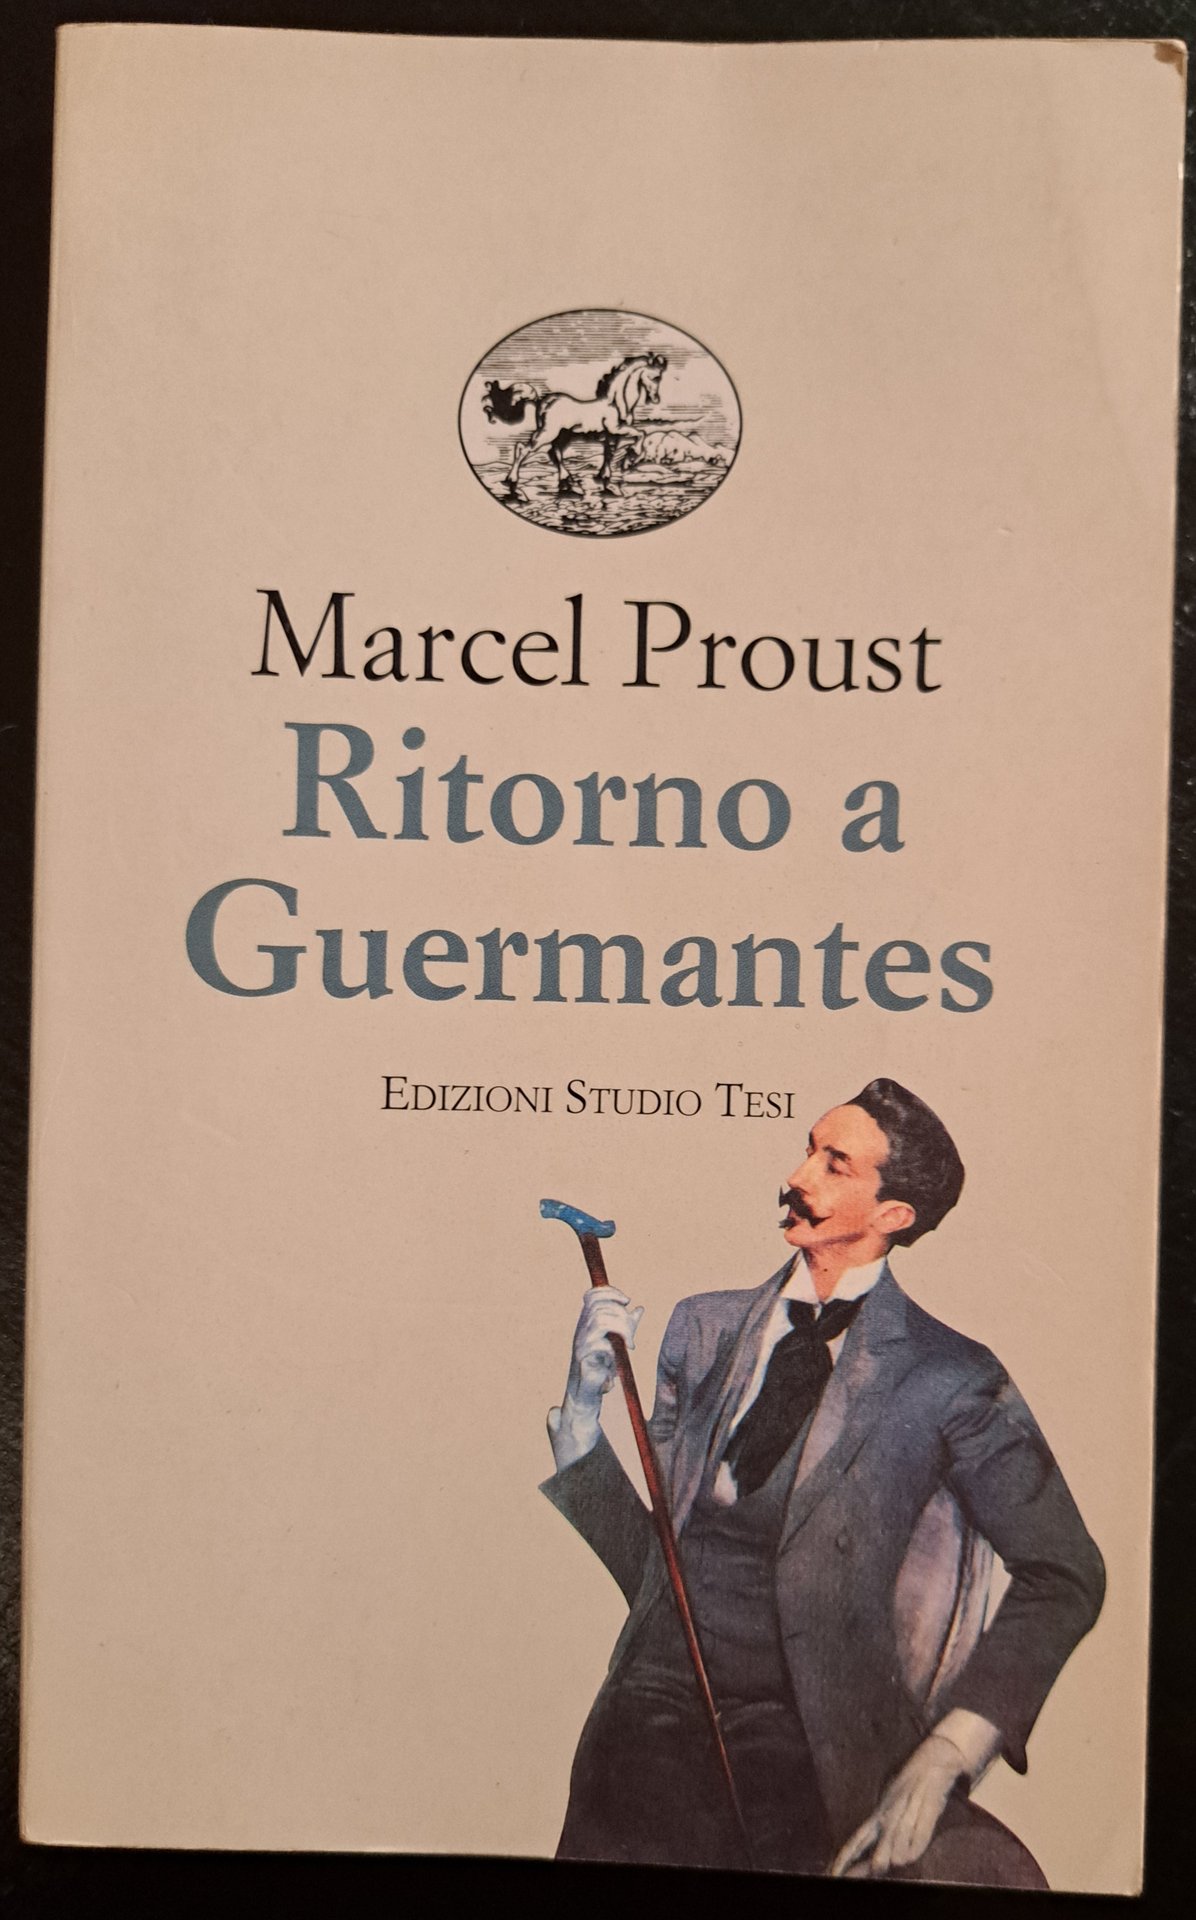 Marcel Proust
Ritorno a
Guermantes
EDIZIONI STUDIO TESI